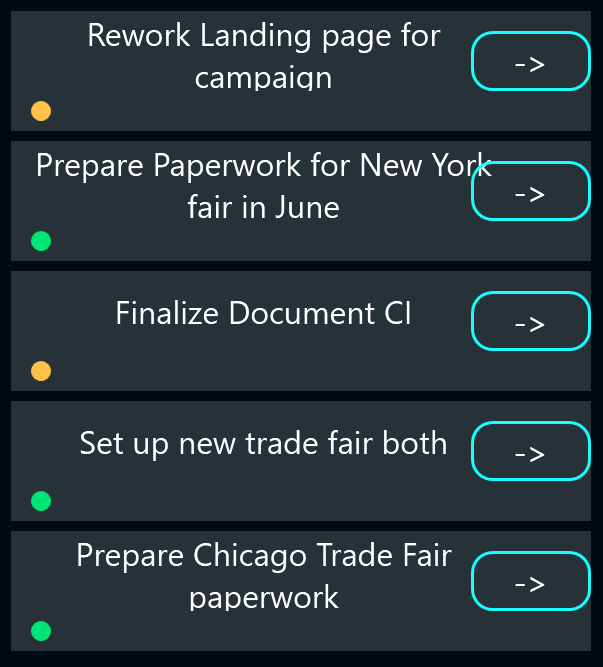 Rework Landing page for
campaign
->
Prepare Paperwork for New York
fair in June
->
Finalize Document CI
->
Set up new trade fair both
->
Prepare Chicago Trade Fair
paperwork
->